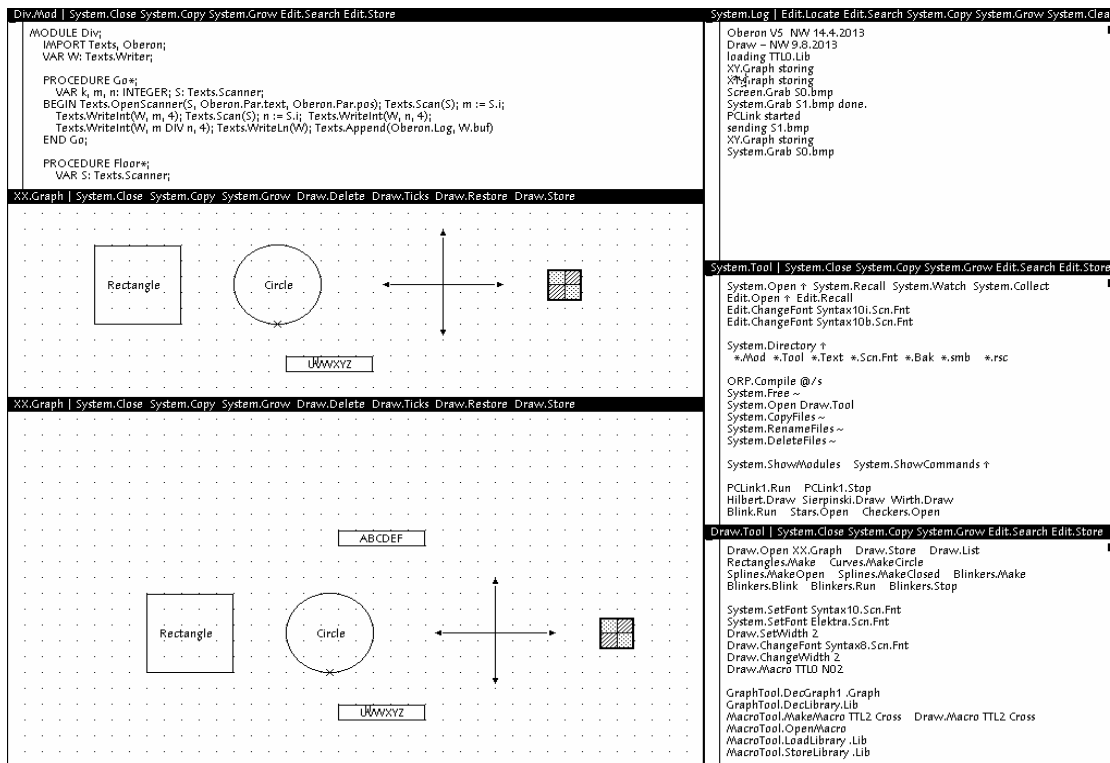 Div.Mod | System.Close System.Copy System.Grow Edit.Search Edit.Store
MODULE Div;
IMPORT Texts, Oberon;
VAR W: Texts.Writer;
PROCEDURE Go*;
VAR k, m, n: INTEGER; S: Texts.Scanner;
BEGIN Texts.OpenScanner(S, Oberon.Par.text, Oberon.Par.pos); Texts.Scan(S); m := S.i;
Texts.WriteInt(W, m, 4); Texts.Scan(S); n := S.i; Texts.WriteInt(W, n, 4);
Texts.WriteInt(W, m DIV n, 4); Texts.WriteLn(W); Texts.Append(Oberon.Log, W.buf)
END Go;
PROCEDURE Floor*;
VAR S: Texts.Scanner;
XX.Graph | System.Close System.Copy System.Grow Draw.Delete Draw.Ticks Draw.Restore Draw.Store
Rectangle
Circle
XX.Graph | System.Close System.Copy System.Grow Draw.Delete Draw.Ticks Draw.Restore Draw.Store
ABCDEF
Rectangle
Circle
System.Log | Edit.Locate Edit.Search System.Copy System.Grow System.Clea
Oberon V5 NW 14.4.2013
Draw – NW 9.8.2013
loading TTL0.Lib
XY.Graph storing
XY.Graph storing
Screen.Grab S0.bmp
System.Grab S1.bmp done.
PCLink started
sending S1.bmp
XY.Graph storing
System.Grab S0.bmp
System.Tool | System.Close System.Copy System.Grow Edit.Search Edit.Store
System.Open ↑ System.Recall System.Watch System.Collect
Edit.Open ↑ Edit.Recall
Edit.ChangeFont Syntax10i.Scn.Fnt
Edit.ChangeFont Syntax10b.Scn.Fnt
System.Directory ↑
*.Mod *.Tool *.Text *.Scn.Fnt *.Bak *.smb *.rsc
ORP.Compile @/s
System.Free ~
System.Open Draw.Tool
System.CopyFiles ~
System.RenameFiles ~
System.DeleteFiles ~
System.ShowModules System.ShowCommands ↑
PCLink1.Run PCLink1.Stop
Hilbert.Draw Sierpinski.Draw Wirth.Draw
Blink.Run Stars.Open Checkers.Open
Draw.Tool | System.Close System.Copy System.Grow Edit.Search Edit.Store
Draw.Open XX.Graph Draw.Store Draw.List
Rectangles.Make Curves.MakeCircle
Splines.MakeOpen Splines.MakeClosed Blinkers.Make
Blinkers.Blink Blinkers.Run Blinkers.Stop
System.SetFont Syntax10.Scn.Fnt
System.SetFont Elektra.Scn.Fnt
Draw.SetWidth 2
Draw.ChangeFont Syntax8.Scn.Fnt
Draw.ChangeWidth 2
Draw.Macro TTL0 N02
GraphTool.DecGraph1 .Graph
GraphTool.DecLibrary.Lib
MacroTool.MakeMacro TTL2 Cross Draw.Macro TTL2 Cross
MacroTool.OpenMacro
MacroTool.LoadLibrary .Lib
MacroTool.StoreLibrary .Lib